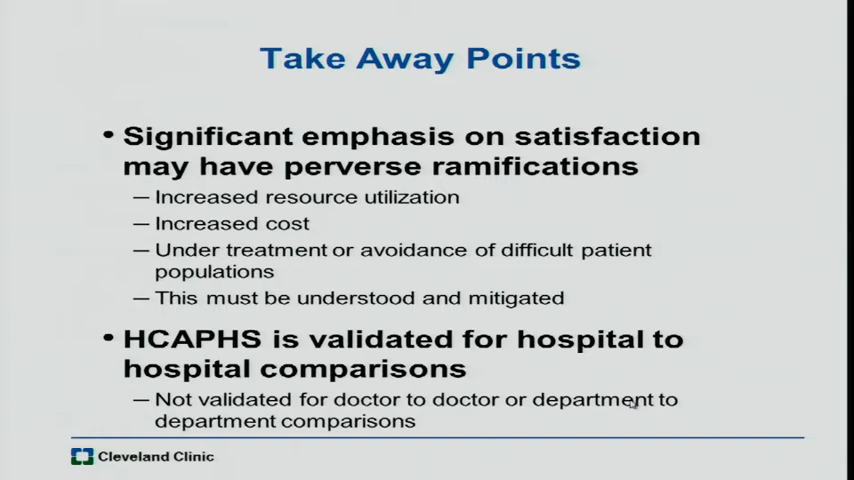 Take Away Points
• Significant emphasis on satisfaction
may have perverse ramifications
— Increased resource utilization
— Increased cost
— Under treatment or avoidance of difficult patient
populations
— This must be understood and mitigated
• HCAPHS is validated for hospital to
hospital comparisons
— Not validated for doctor to doctor or department to
department comparisons
Cleveland Clinic